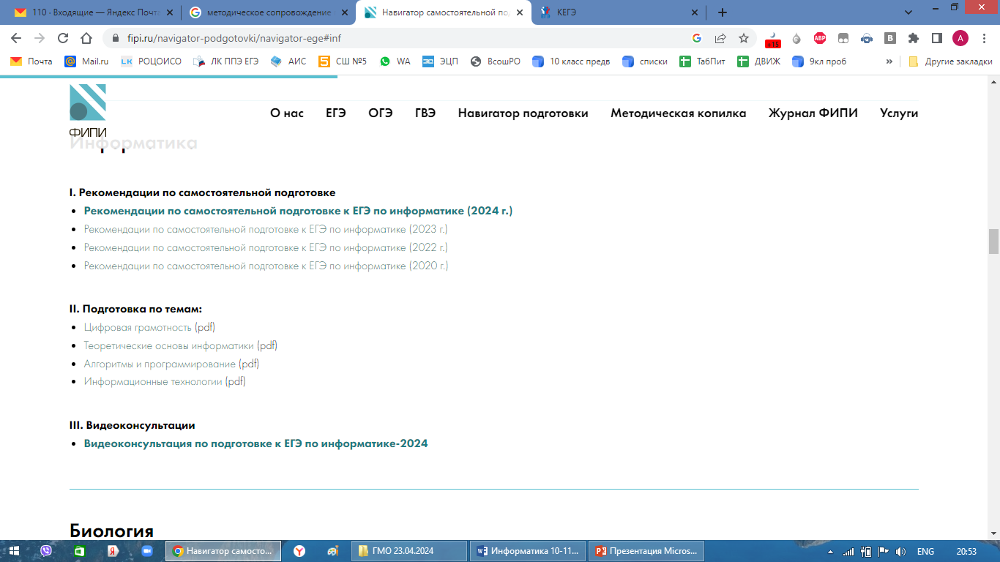 110 · Входящие — Яндекс Почта
методическое сопровождение
Навигатор самостоятельной по
КЕГЭ
fipi.ru/navigator-podgotovki/navigator-ege#inf
+15
ABP
B
A
Почта
Mail.ru
LK РОЦОИСО
ЛК ППЭ ЕГЭ
АИС
5 СШ №5
WA
ЭЦП
ВсошРО
10 класс предв
списки
ТабПит
ДВИЖ
9кл проб
»
Другие закладки
ФИПИ
О нас
ЕГЭ
ОГЭ
ГВЭ
Навигатор подготовки
Методическая копилка
Журнал ФИПИ
Услуги
Информатика
I. Рекомендации по самостоятельной подготовке
Рекомендации по самостоятельной подготовке к ЕГЭ по информатике (2024 г.)
Рекомендации по самостоятельной подготовке к ЕГЭ по информатике (2023 г.)
Рекомендации по самостоятельной подготовке к ЕГЭ по информатике (2022 г.)
Рекомендации по самостоятельной подготовке к ЕГЭ по информатике (2020 г.)
II. Подготовка по темам:
Цифровая грамотность (pdf)
Теоретические основы информатики (pdf)
Алгоритмы и программирование (pdf)
Информационные технологии (pdf)
III. Видеоконсультации
Видеоконсультация по подготовке к ЕГЭ по информатике-2024
Биология
Навигатор самосто...
ГМО 23.04.2024
Информатика 10-11...
Презентация Micros...
ENG
20:53